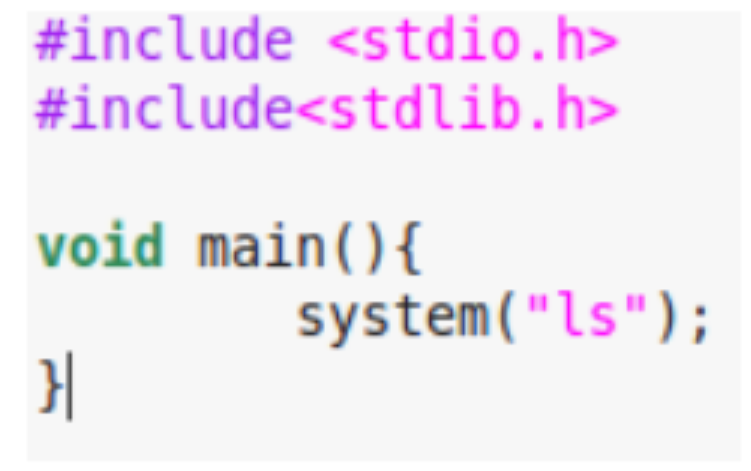 #include <stdio.h>
#include<stdlib.h>
void main(){
system("ls");
}